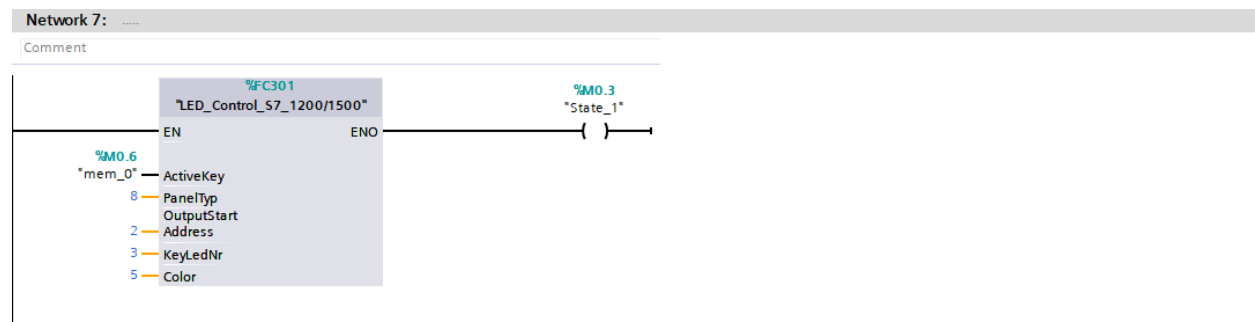 Network 7: .....
Comment
%FC301
"LED_Control_S7_1200/1500"
%M0.3
"State_1"
EN ENO
%M0.6
"mem_0" ActiveKey
8 PanelTyp
OutputStart
2 Address
3 KeyLedNr
5 Color